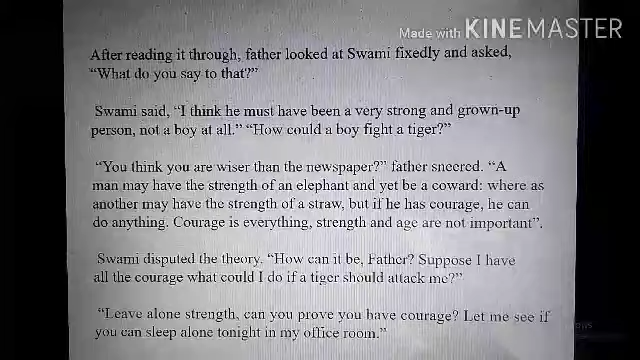 Made with KINEMASTER
After reading it through, father looked at Swami fixedly and asked,
“What do you say to that?”
Swami said, “I think he must have been a very strong and grown-up
person, not a boy at all.” “How could a boy fight a tiger?”
“You think you are wiser than the newspaper?” father sneered. “A
man may have the strength of an elephant and yet be a coward: where as
another may have the strength of a straw, but if he has courage, he can
do anything. Courage is everything, strength and age are not important”.
Swami disputed the theory. “How can it be, Father? Suppose I have
all the courage what could I do if a tiger should attack me?”
“Leave alone strength, can you prove you have courage? Let me see if
you can sleep alone tonight in my office room.”